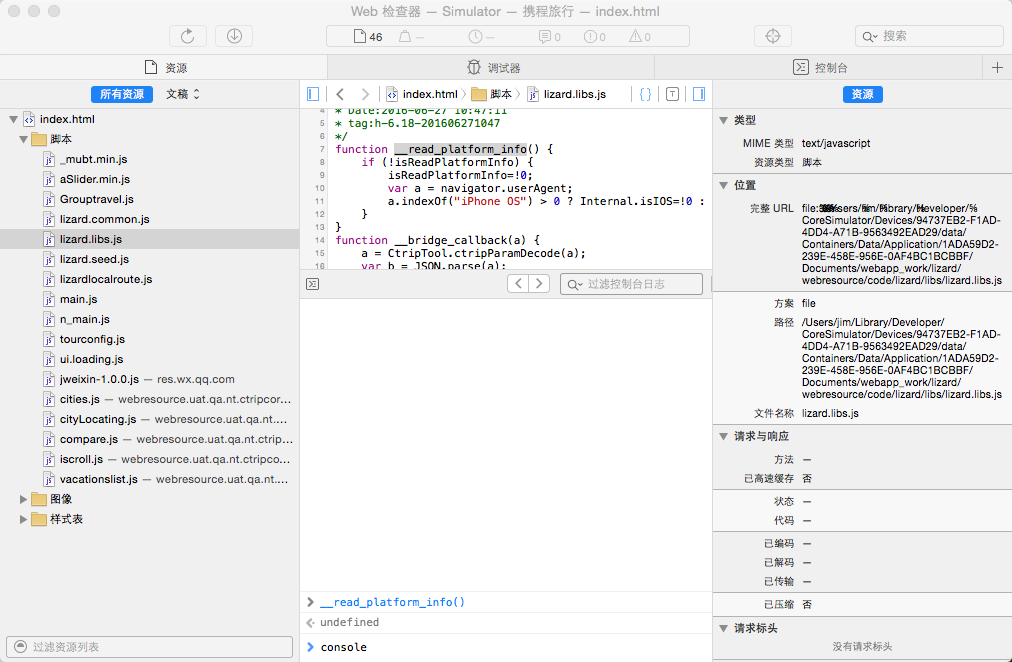 Web 检查器 — Simulator — 携程旅行 — index.html
46 — — 0 0 0 搜索
资源 调试器 控制台
所有资源 文稿
index.html 脚本 lizard.libs.js
资源
index.html
脚本
_mubt.min.js
aSlider.min.js
Grouptravel.js
lizard.common.js
lizard.libs.js
lizard.seed.js
lizardlocalroute.js
main.js
n_main.js
tourconfig.js
ui.loading.js
jweixin-1.0.0.js — res.wx.qq.com
cities.js — webresource.uat.qa.nt.ctripcor...
cityLocating.js — webresource.uat.qa.nt....
compare.js — webresource.uat.qa.nt.ctrip...
iscroll.js — webresource.uat.qa.nt.ctripco...
vacationslist.js — webresource.uat.qa.nt....
图像
样式表
过滤资源列表
4 * Date:2016-06-27 10:47:11
5 * tag:h-6.18-201606271047
6 */
7 function __read_platform_info() {
8 if (!isReadPlatformInfo) {
9 isReadPlatformInfo=!0;
10 var a = navigator.userAgent;
11 a.indexOf("iPhone OS") > 0 ? Internal.isIOS=!0 :
12 }
13 }
14 function __bridge_callback(a) {
15 a = CtripTool.ctripParamDecode(a);
16 var b = JSON.parse(a);
过滤控制台日志
__read_platform_info()
undefined
console
类型
MIME 类型 text/javascript
资源类型 脚本
位置
完整 URL file:
CoreSimulator/Devices/94737EB2-F1AD-
4DD4-A71B-9563492EAD29/data/
Containers/Data/Application/1ADA59D2-
239E-458E-956E-0AF4BC1BCBBF/
Documents/webapp_work/lizard/
webresource/code/lizard/libs/lizard.libs.js
方案 file
路径 /Users/jim/Library/Developer/
CoreSimulator/Devices/94737EB2-F1AD-
4DD4-A71B-9563492EAD29/data/
Containers/Data/Application/1ADA59D2-
239E-458E-956E-0AF4BC1BCBBF/
Documents/webapp_work/lizard/
webresource/code/lizard/libs/lizard.libs.js
文件名称 lizard.libs.js
请求与响应
方法 —
已高速缓存 否
状态 —
代码 —
已编码 —
已解码 —
已传输 —
已压缩 否
请求标头
没有请求标头